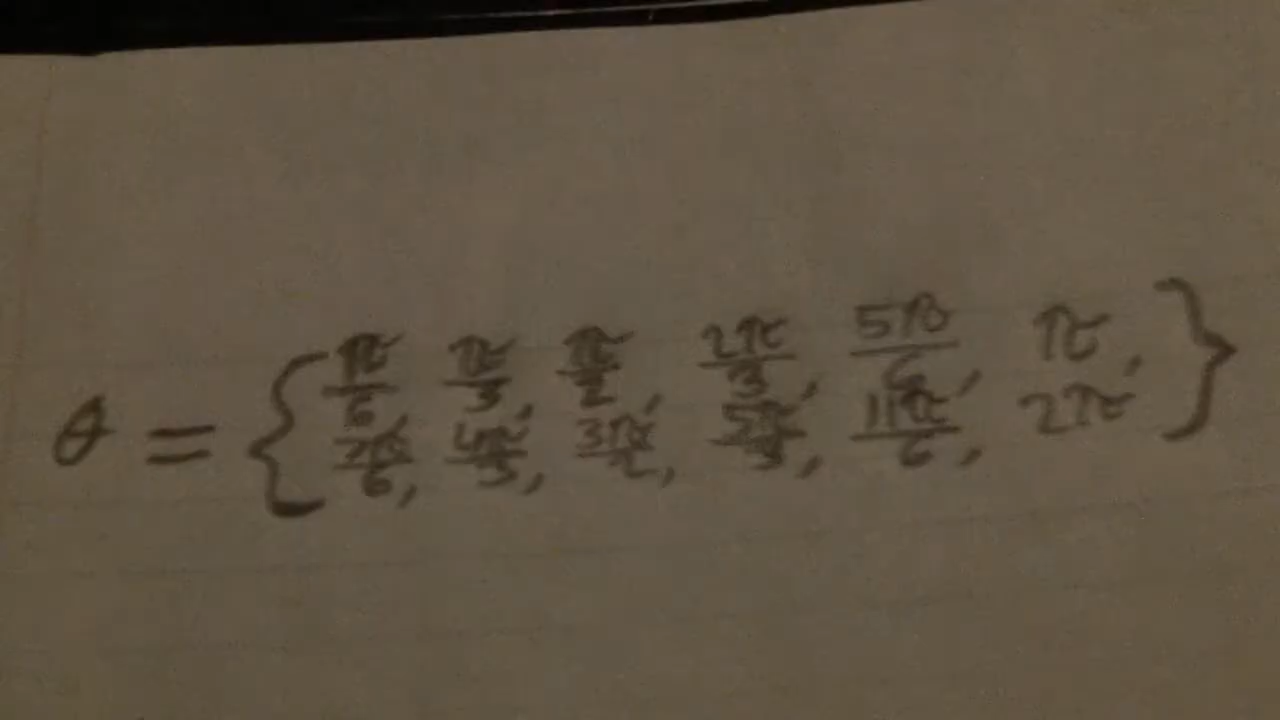 θ = { π/6, π/3, π/2, 2π/3, 5π/6, π,
7π/6, 4π/3, 3π/2, 5π/3, 11π/6, 2π }